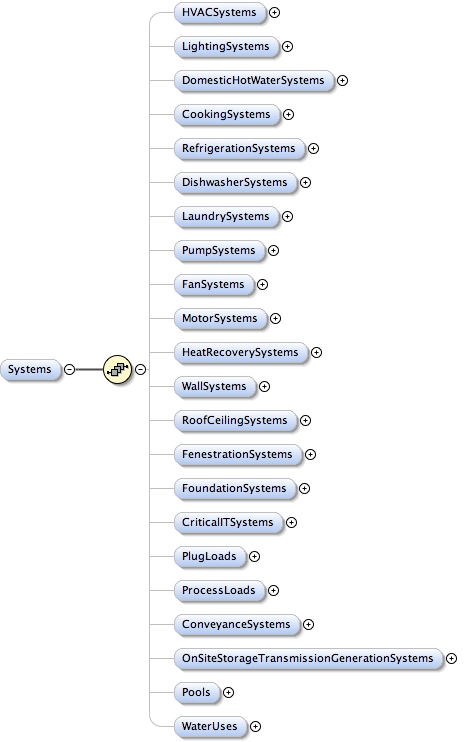 HVACSystems
LightingSystems
DomesticHotWaterSystems
CookingSystems
RefrigerationSystems
DishwasherSystems
LaundrySystems
PumpSystems
FanSystems
MotorSystems
HeatRecoverySystems
Systems
WallSystems
RoofCeilingSystems
FenestrationSystems
FoundationSystems
CriticalITSystems
PlugLoads
ProcessLoads
ConveyanceSystems
OnSiteStorageTransmissionGenerationSystems
Pools
WaterUses